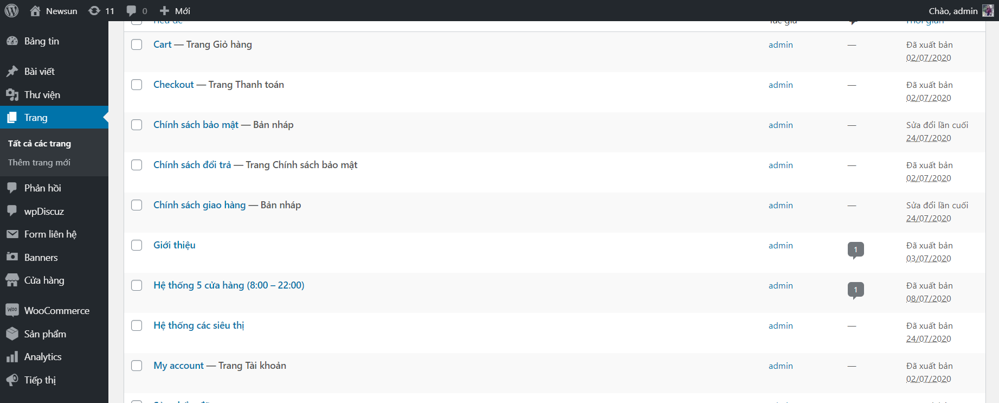 Newsun
11
0
Mới
Chào, admin
Bảng tin
Bài viết
Thư viện
Trang
Tất cả các trang
Thêm trang mới
Phản hồi
wpDiscuz
Form liên hệ
Banners
Cửa hàng
WooCommerce
Sản phẩm
Analytics
Tiếp thị
Tiêu đề
Tác giả
Thời gian
Cart — Trang Giỏ hàng
admin
—
Đã xuất bản
02/07/2020
Checkout — Trang Thanh toán
admin
—
Đã xuất bản
02/07/2020
Chính sách bảo mật — Bản nháp
admin
—
Sửa đổi lần cuối
24/07/2020
Chính sách đổi trả — Trang Chính sách bảo mật
admin
—
Đã xuất bản
02/07/2020
Chính sách giao hàng — Bản nháp
admin
—
Sửa đổi lần cuối
24/07/2020
Giới thiệu
admin
1
Đã xuất bản
03/07/2020
Hệ thống 5 cửa hàng (8:00 – 22:00)
admin
1
Đã xuất bản
08/07/2020
Hệ thống các siêu thị
admin
—
Đã xuất bản
24/07/2020
My account — Trang Tài khoản
admin
—
Đã xuất bản
02/07/2020